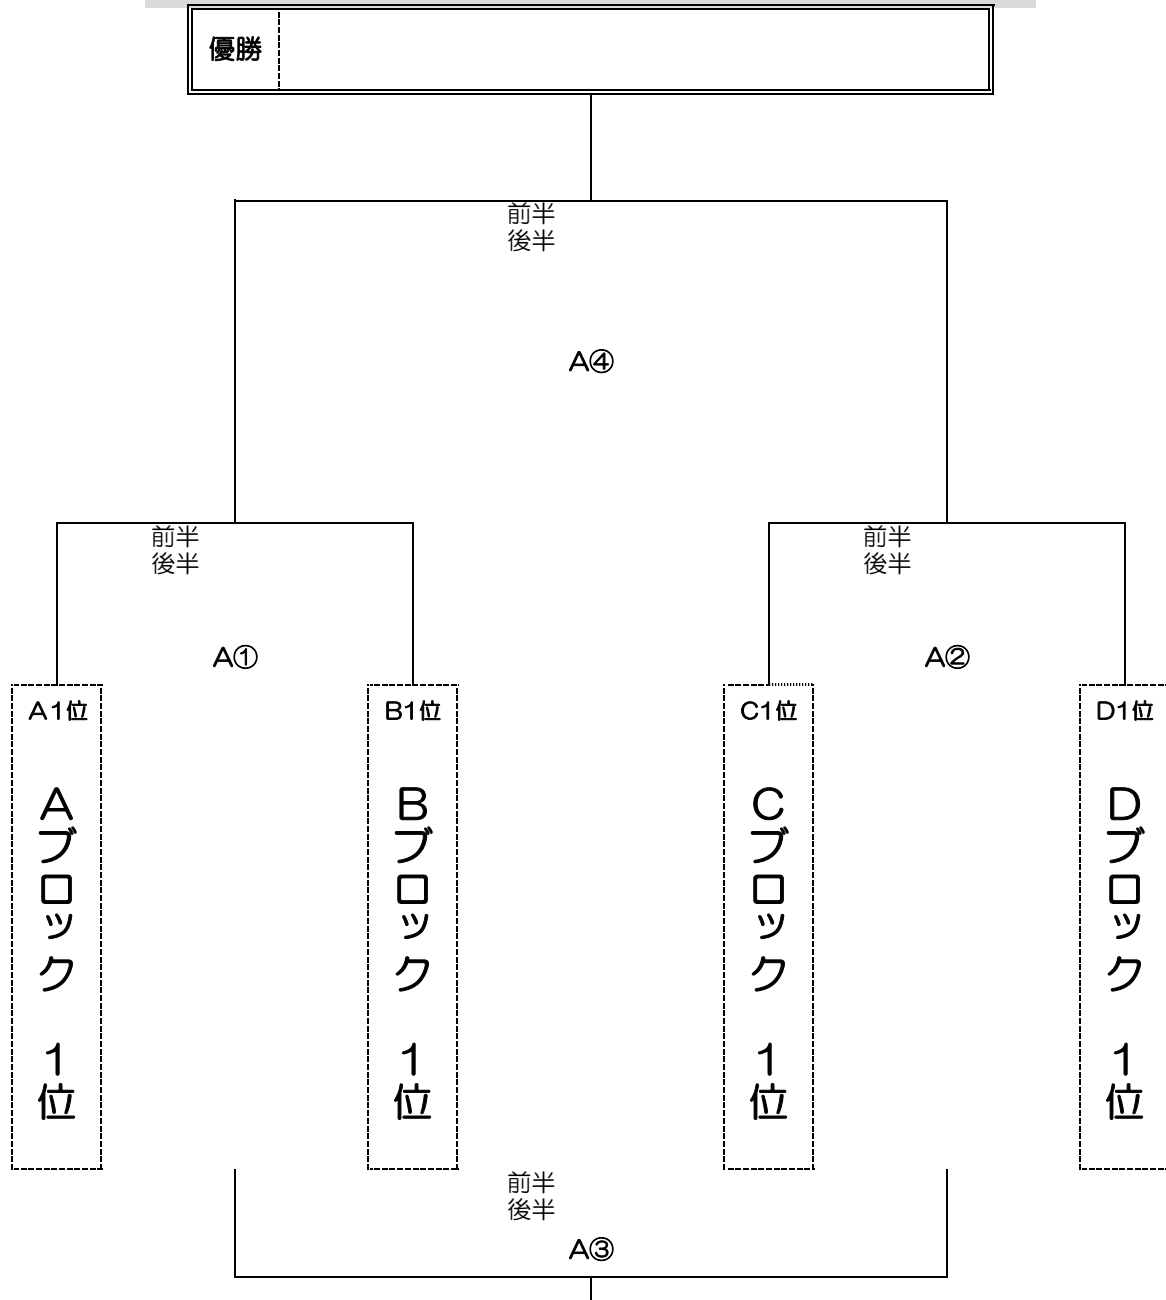 優勝
前半
後半
A④
前半
後半
前半
後半
A①
A②
A1位
B1位
C1位
D1位
Aブロック 1位
Bブロック 1位
Cブロック 1位
Dブロック 1位
前半
後半
A③